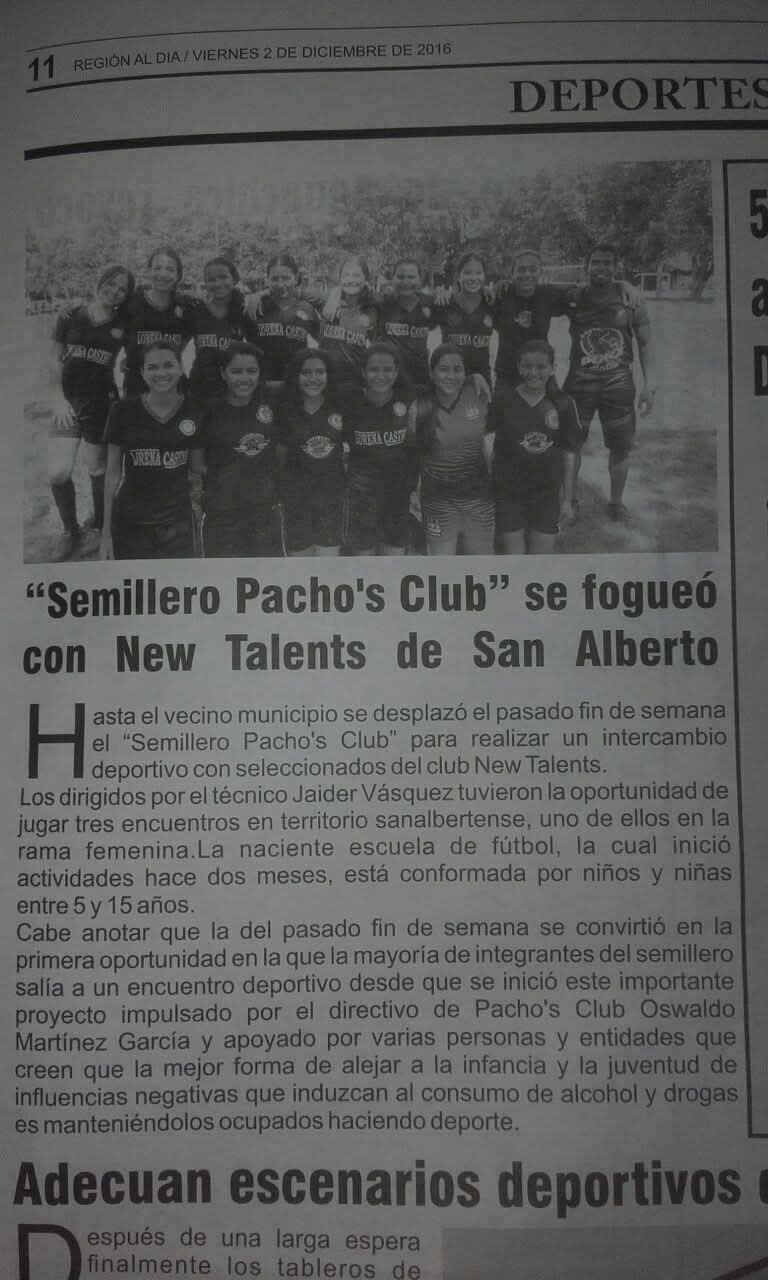 11 REGIÓN AL DIA / VIERNES 2 DE DICIEMBRE DE 2016
DEPORTES
LORENA CASTRO
"Semillero Pacho's Club" se fogueó
con New Talents de San Alberto
Hasta el vecino municipio se desplazó el pasado fin de semana
el "Semillero Pacho's Club" para realizar un intercambio
deportivo con seleccionados del club New Talents.
Los dirigidos por el técnico Jaider Vásquez tuvieron la oportunidad de
jugar tres encuentros en territorio sanalbertense, uno de ellos en la
rama femenina.La naciente escuela de fútbol, la cual inició
actividades hace dos meses, está conformada por niños y niñas
entre 5 y 15 años.
Cabe anotar que la del pasado fin de semana se convirtió en la
primera oportunidad en la que la mayoría de integrantes del semillero
salía a un encuentro deportivo desde que se inició este importante
proyecto impulsado por el directivo de Pacho's Club Oswaldo
Martínez García y apoyado por varias personas y entidades que
creen que la mejor forma de alejar a la infancia y la juventud de
influencias negativas que induzcan al consumo de alcohol y drogas
es manteniéndolos ocupados haciendo deporte.
5
a
D
Adecuan escenarios deportivos
Después de una larga espera
finalmente los tableros de